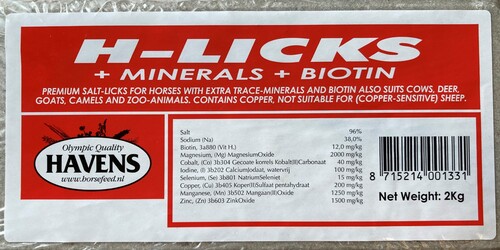 H-LICKS
+ MINERALS + BIOTIN
PREMIUM SALT-LICKS FOR HORSES WITH EXTRA TRACE-MINERALS AND BIOTIN ALSO SUITS COWS, DEER,
GOATS, CAMELS AND ZOO-ANIMALS. CONTAINS COPPER, NOT SUITABLE FOR (COPPER-SENSITIVE) SHEEP.
Olympic Quality
HAVENS
www.horsefeed.nl
Salt 96%
Sodium (Na) 38,0%
Biotin, 3a880 (Vit H.) 12,0 mg/kg
Magnesium, (Mg) MagnesiumOxide 2000 mg/kg
Cobalt, (Co) 3b304 Gecoate korrels Kobalt(II)Carbonaat 40 mg/kg
Iodine, (I) 3b202 CalciumIodaat, watervrij 100 mg/kg
Selenium, (Se) 3b801 NatriumSeleniet 15 mg/kg
Copper, (Cu) 3b405 Koper(II)Sulfaat pentahydraat 200 mg/kg
Manganese, (Mn) 3b502 Mangaan(II)Oxide 1250 mg/kg
Zinc, (Zn) 3b603 ZinkOxide 1500 mg/kg
8 715214 001331
Net Weight: 2Kg